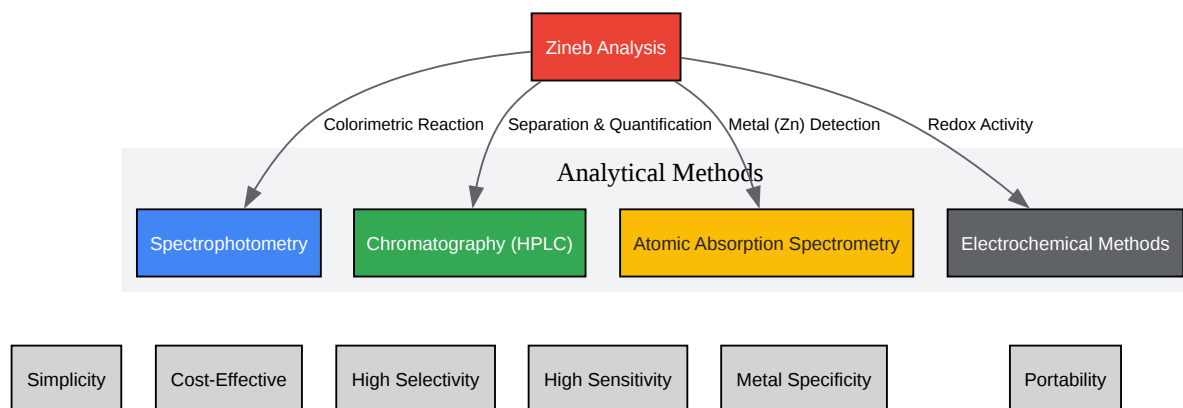 Zineb Analysis
Colorimetric Reaction
Separation & Quantification
Metal (Zn) Detection
Redox Activity
Analytical Methods
Spectrophotometry
Chromatography (HPLC)
Atomic Absorption Spectrometry
Electrochemical Methods
Simplicity
Cost-Effective
High Selectivity
High Sensitivity
Metal Specificity
Portability